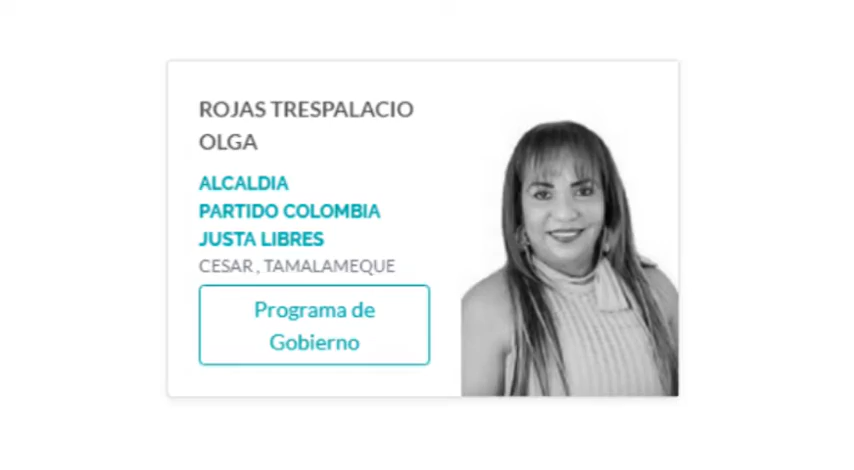 ROJAS TRESPALACIO
OLGA
ALCALDIA
PARTIDO COLOMBIA
JUSTA LIBRES
CESAR , TAMALAMEQUE
Programa de
Gobierno